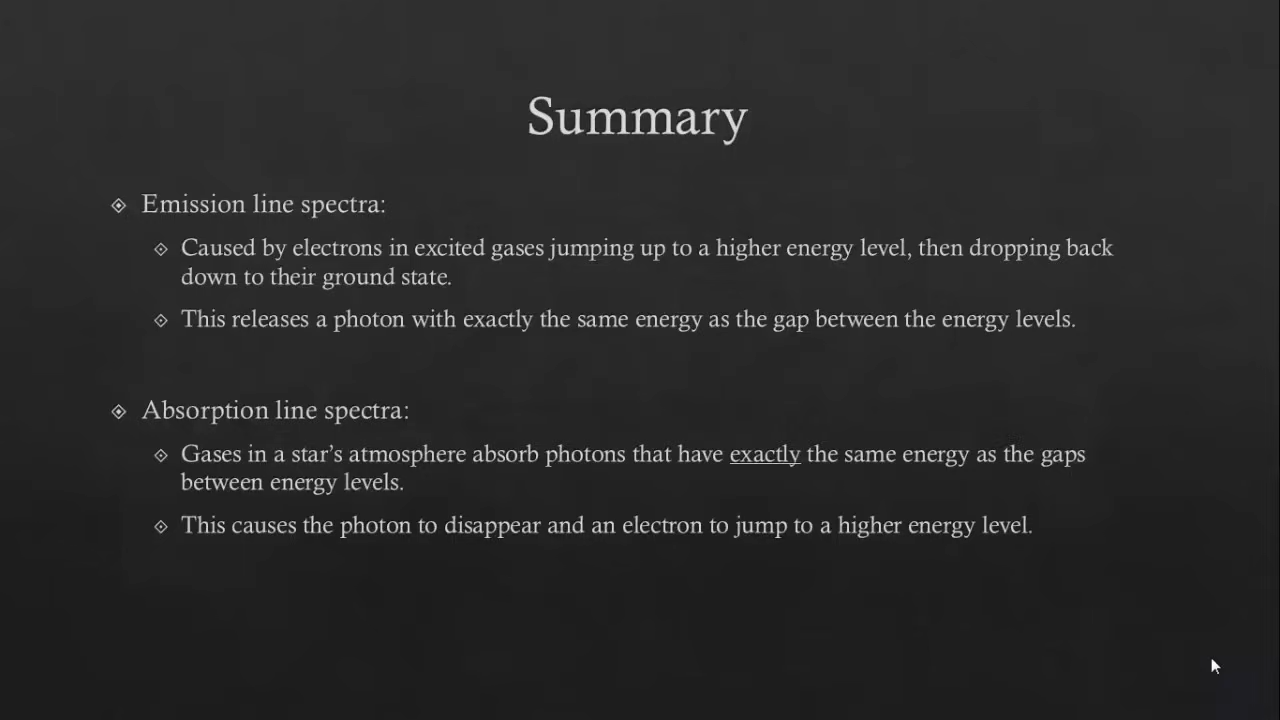 Summary
Emission line spectra:
Caused by electrons in excited gases jumping up to a higher energy level, then dropping back
down to their ground state.
This releases a photon with exactly the same energy as the gap between the energy levels.
Absorption line spectra:
Gases in a star’s atmosphere absorb photons that have exactly the same energy as the gaps
between energy levels.
This causes the photon to disappear and an electron to jump to a higher energy level.